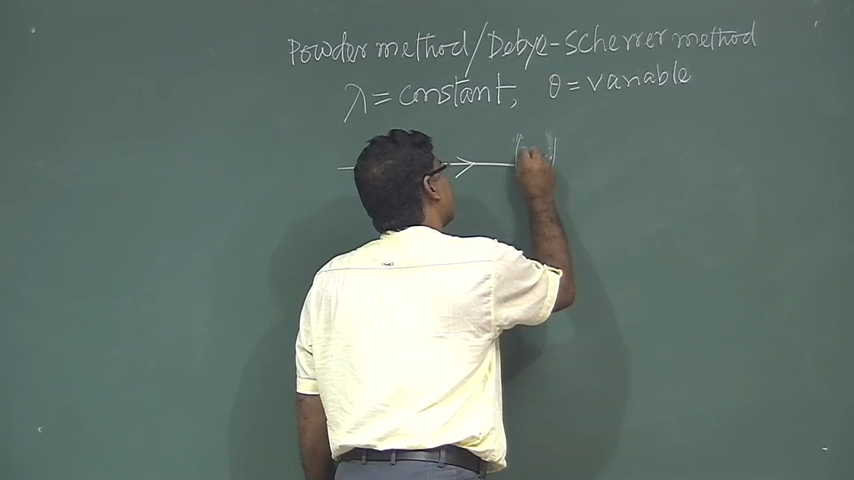 Powder method/Debye-Scherrer method
λ = constant, θ = variable